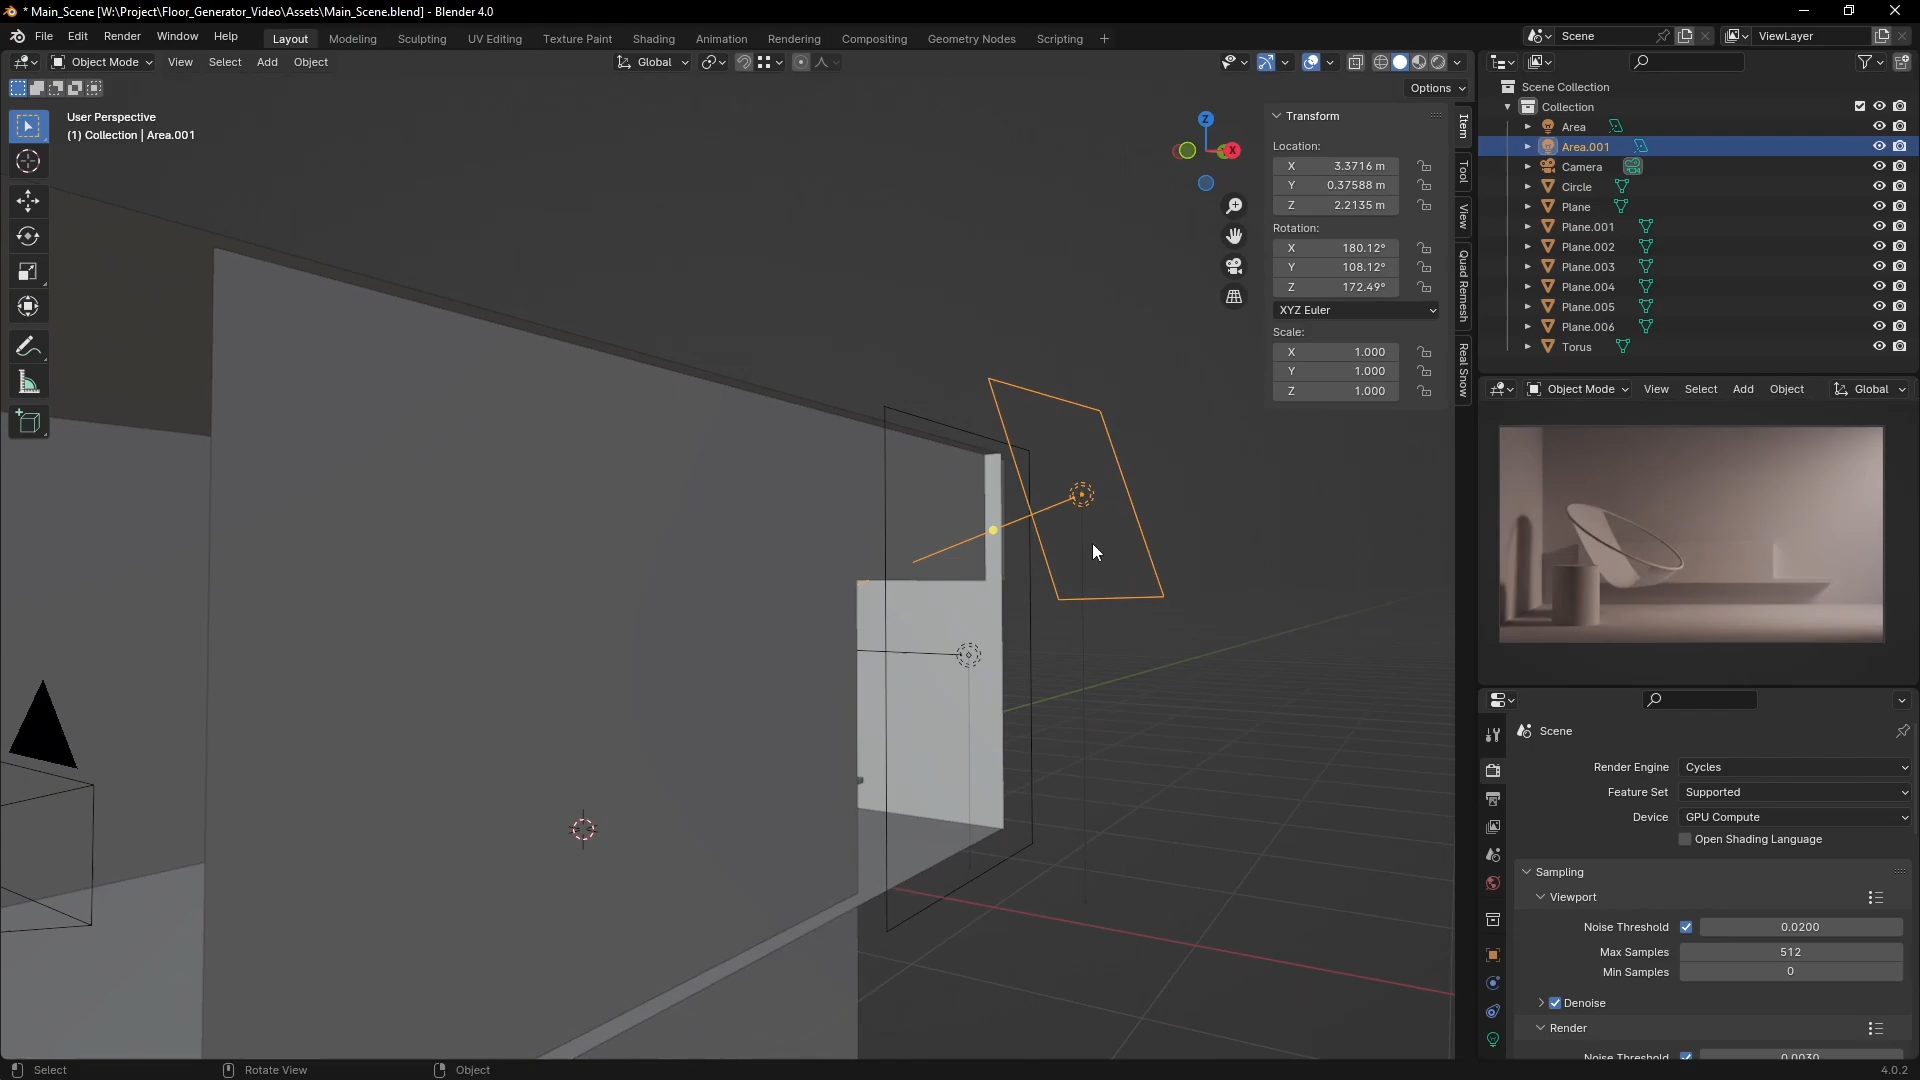 * Main_Scene [W:\Project\Floor_Generator_Video\Assets\Main_Scene.blend] - Blender 4.0
File Edit Render Window Help Layout Modeling Sculpting UV Editing Texture Paint Shading Animation Rendering Compositing Geometry Nodes Scripting + Scene ViewLayer
Object Mode View Select Add Object Global
Options
User Perspective
(1) Collection | Area.001
Z
X
Transform
Location:
X 3.3716 m
Y 0.37588 m
Z 2.2135 m
Rotation:
X 180.12°
Y 108.12°
Z 172.49°
XYZ Euler
Scale:
X 1.000
Y 1.000
Z 1.000
Item
Tool
View
Quad Remesh
Real Snow
Scene Collection
Collection
Area
Area.001
Camera
Circle
Plane
Plane.001
Plane.002
Plane.003
Plane.004
Plane.005
Plane.006
Torus
Object Mode View Select Add Object Global
Scene
Render Engine Cycles
Feature Set Supported
Device GPU Compute
Open Shading Language
Sampling
Viewport
Noise Threshold 0.0200
Max Samples 512
Min Samples 0
Denoise
Render
Noise Threshold 0.0030
Select Rotate View Object 4.0.2